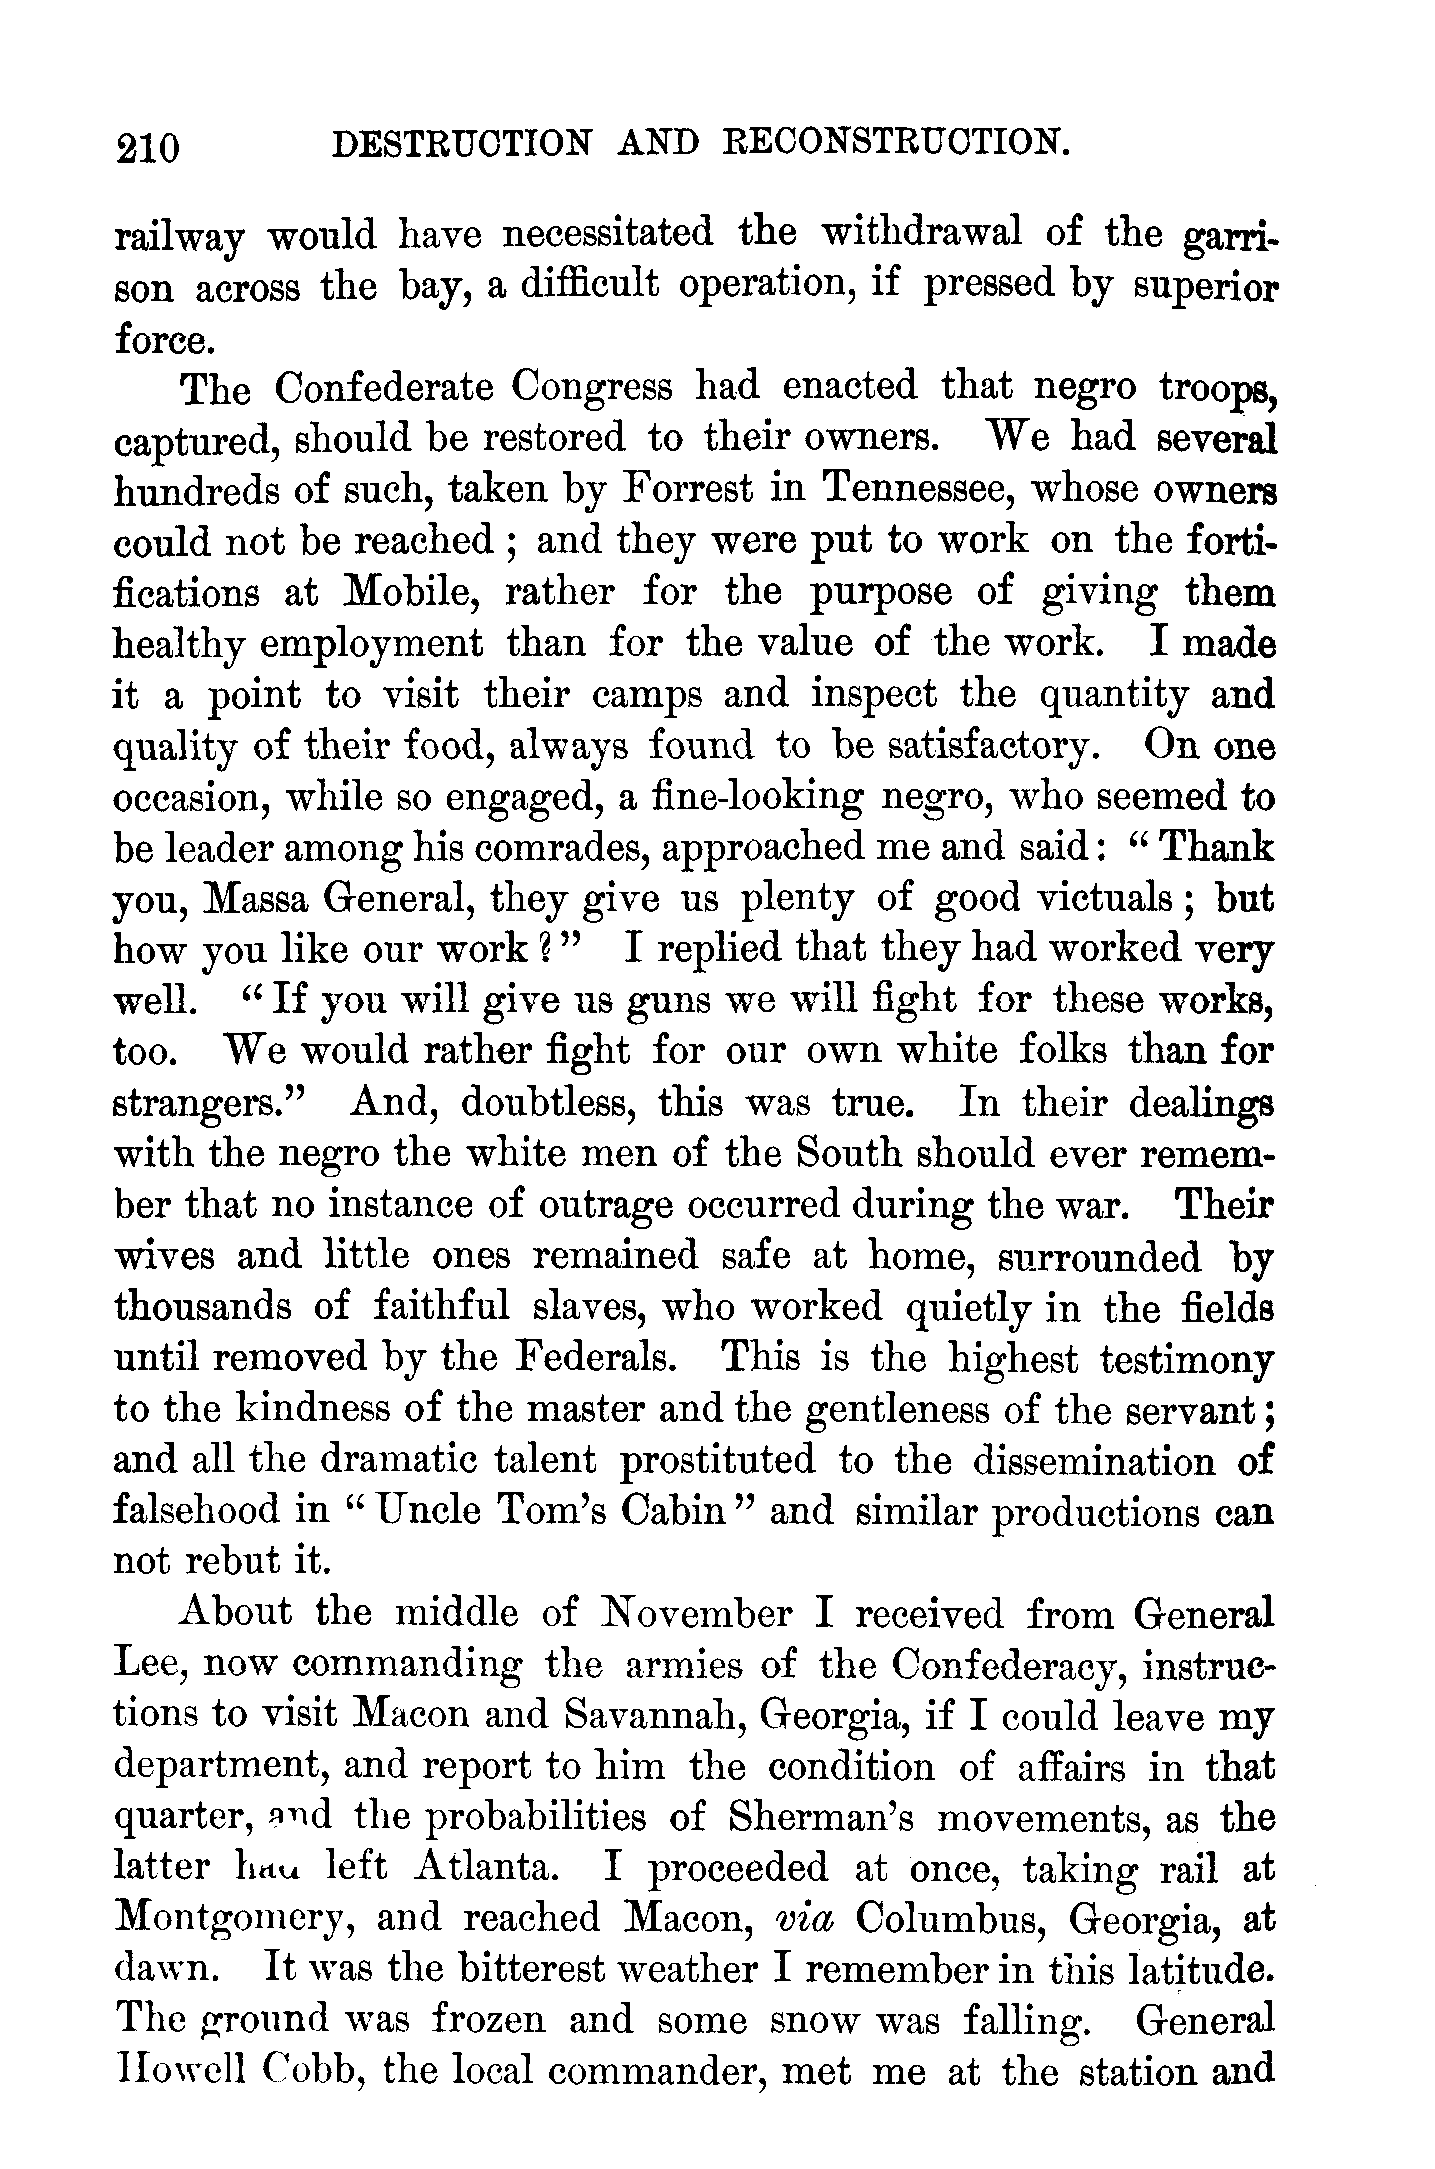 210 DESTRUCTION AND RECONSTRUCTION.
railway would have necessitated the withdrawal of the garri-
son across the bay, a difficult operation, if pressed by superior
force.
The Confederate Congress had enacted that negro troops,
captured, should be restored to their owners. We had several
hundreds of such, taken by Forrest in Tennessee, whose owners
could not be reached ; and they were put to work on the forti-
fications at Mobile, rather for the purpose of giving them
healthy employment than for the value of the work. I made
it a point to visit their camps and inspect the quantity and
quality of their food, always found to be satisfactory. On one
occasion, while so engaged, a fine-looking negro, who seemed to
be leader among his comrades, approached me and said : “ Thank
you, Massa General, they give us plenty of good victuals ; but
how you like our work ? ” I replied that they had worked very
well. “ If you will give us guns we will fight for these works,
too. We would rather fight for our own white folks than for
strangers.” And, doubtless, this was true. In their dealings
with the negro the white men of the South should ever remem-
ber that no instance of outrage occurred during the war. Their
wives and little ones remained safe at home, surrounded by
thousands of faithful slaves, who worked quietly in the fields
until removed by the Federals. This is the highest testimony
to the kindness of the master and the gentleness of the servant ;
and all the dramatic talent prostituted to the dissemination of
falsehood in “ Uncle Tom’s Cabin ” and similar productions can
not rebut it.
About the middle of November I received from General
Lee, now commanding the armies of the Confederacy, instruc-
tions to visit Macon and Savannah, Georgia, if I could leave my
department, and report to him the condition of affairs in that
quarter, and the probabilities of Sherman’s movements, as the
latter had left Atlanta. I proceeded at once, taking rail at
Montgomery, and reached Macon, via Columbus, Georgia, at
dawn. It was the bitterest weather I remember in this latitude.
The ground was frozen and some snow was falling. General
Howell Cobb, the local commander, met me at the station and